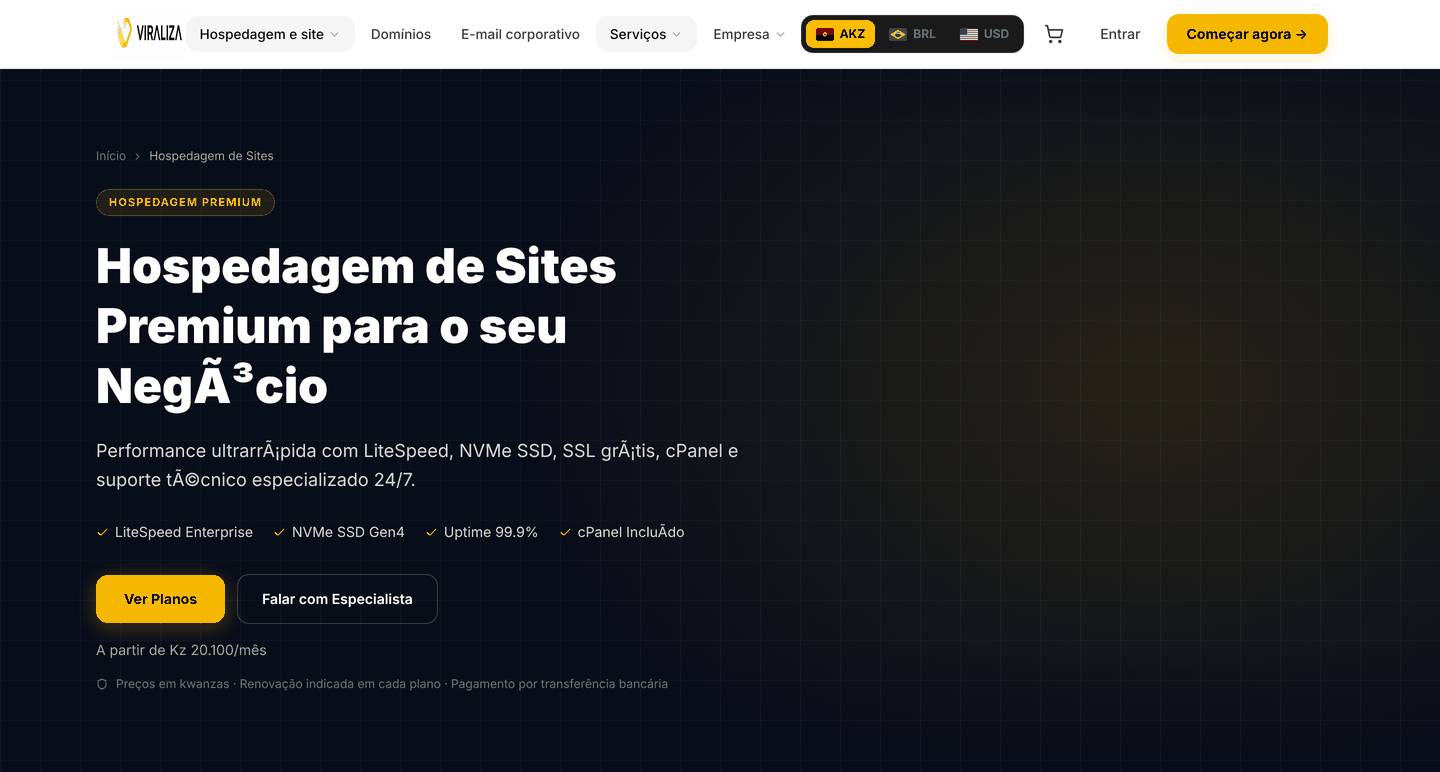 VIRALIZA
Hospedagem e site
Domínios
E-mail corporativo
Serviços
Empresa
AKZ
BRL
USD
Entrar
Começar agora →
Início > Hospedagem de Sites
HOSPEDAGEM PREMIUM
Hospedagem de Sites
Premium para o seu
NegÃ³cio
Performance ultrarrÃ¡pida com LiteSpeed, NVMe SSD, SSL grÃ¡tis, cPanel e
suporte tÃ©cnico especializado 24/7.
LiteSpeed Enterprise
NVMe SSD Gen4
Uptime 99.9%
cPanel IncluÃdo
Ver Planos
Falar com Especialista
A partir de Kz 20.100/mês
Preços em kwanzas · Renovação indicada em cada plano · Pagamento por transferência bancária